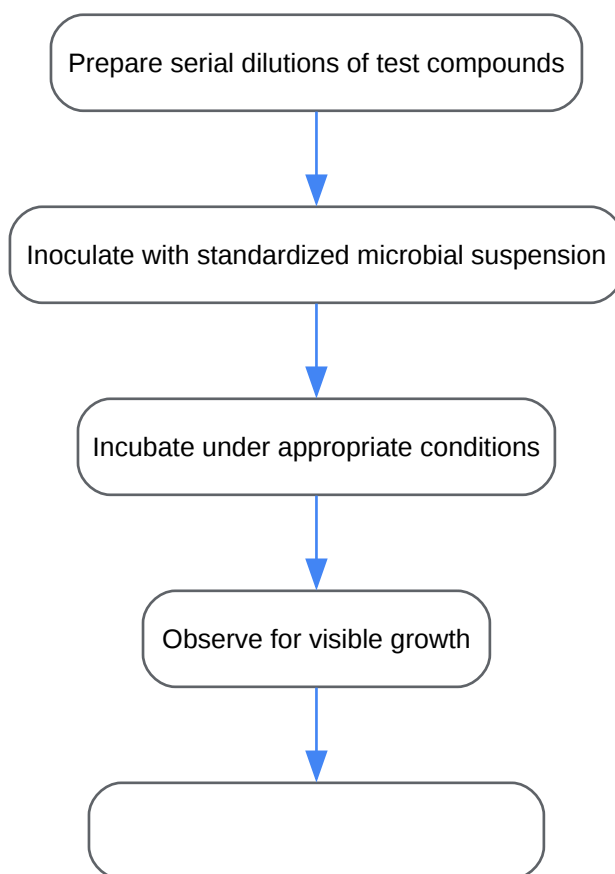 Prepare serial dilutions of test compounds
Inoculate with standardized microbial suspension
Incubate under appropriate conditions
Observe for visible growth